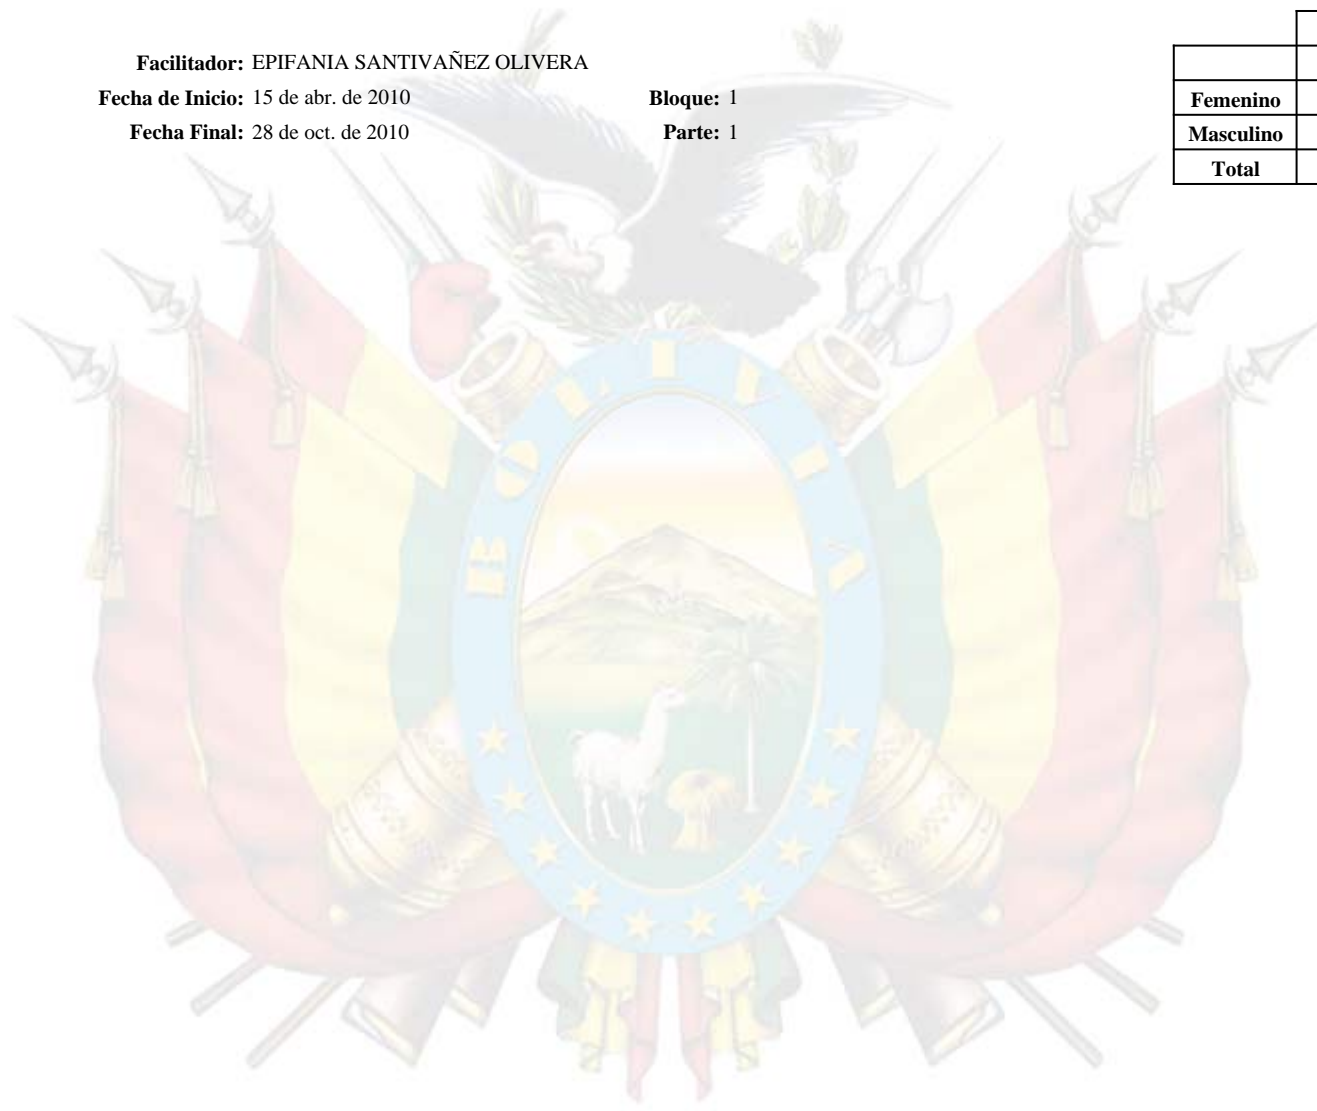 Facilitador: EPIFANIA SANTIVAÑEZ OLIVERA
Fecha de Inicio: 15 de abr. de 2010 Bloque: 1
Fecha Final: 28 de oct. de 2010 Parte: 1
Femenino
Masculino
Total
BOLIVIA